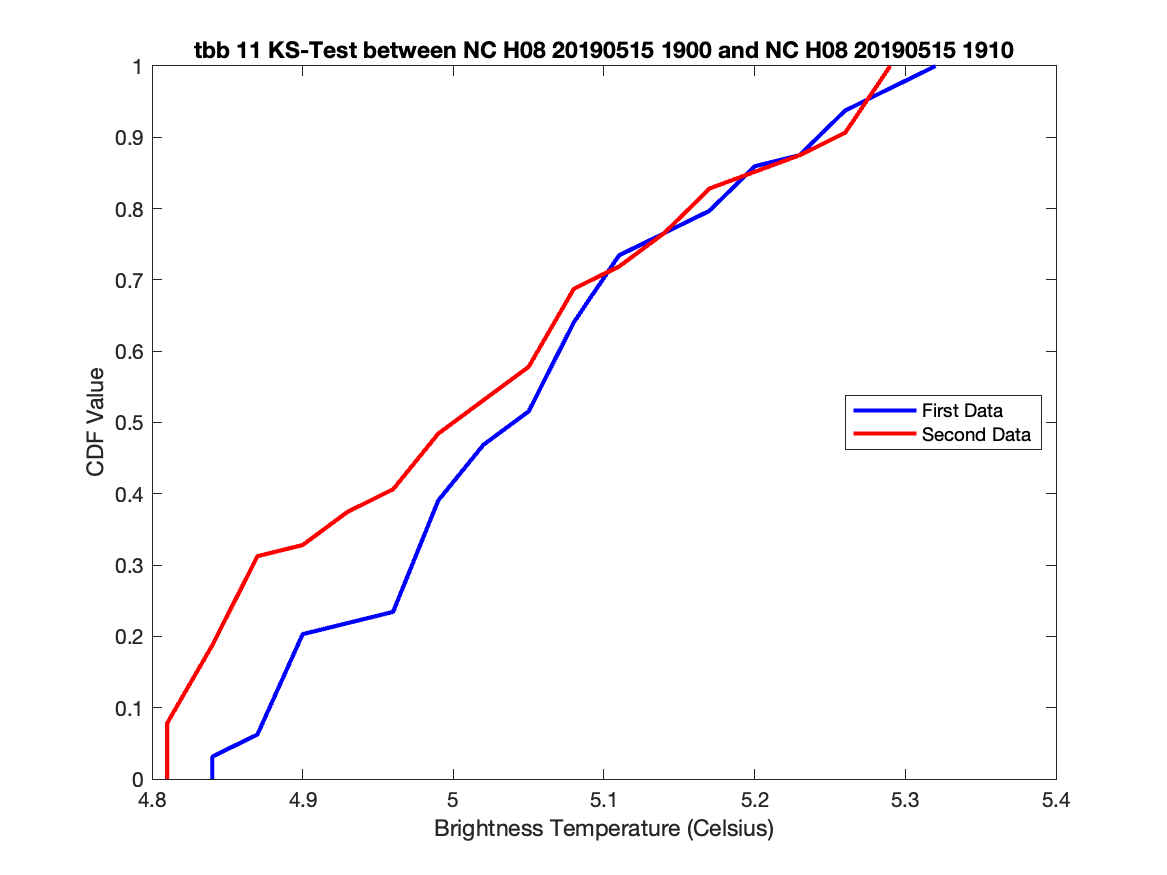 tbb 11 KS-Test between NC H08 20190515 1900 and NC H08 20190515 1910
1
0.9
0.8
0.7
0.6
0.5
0.4
0.3
0.2
0.1
0
CDF Value
First Data
Second Data
4.8 4.9 5 5.1 5.2 5.3 5.4
Brightness Temperature (Celsius)